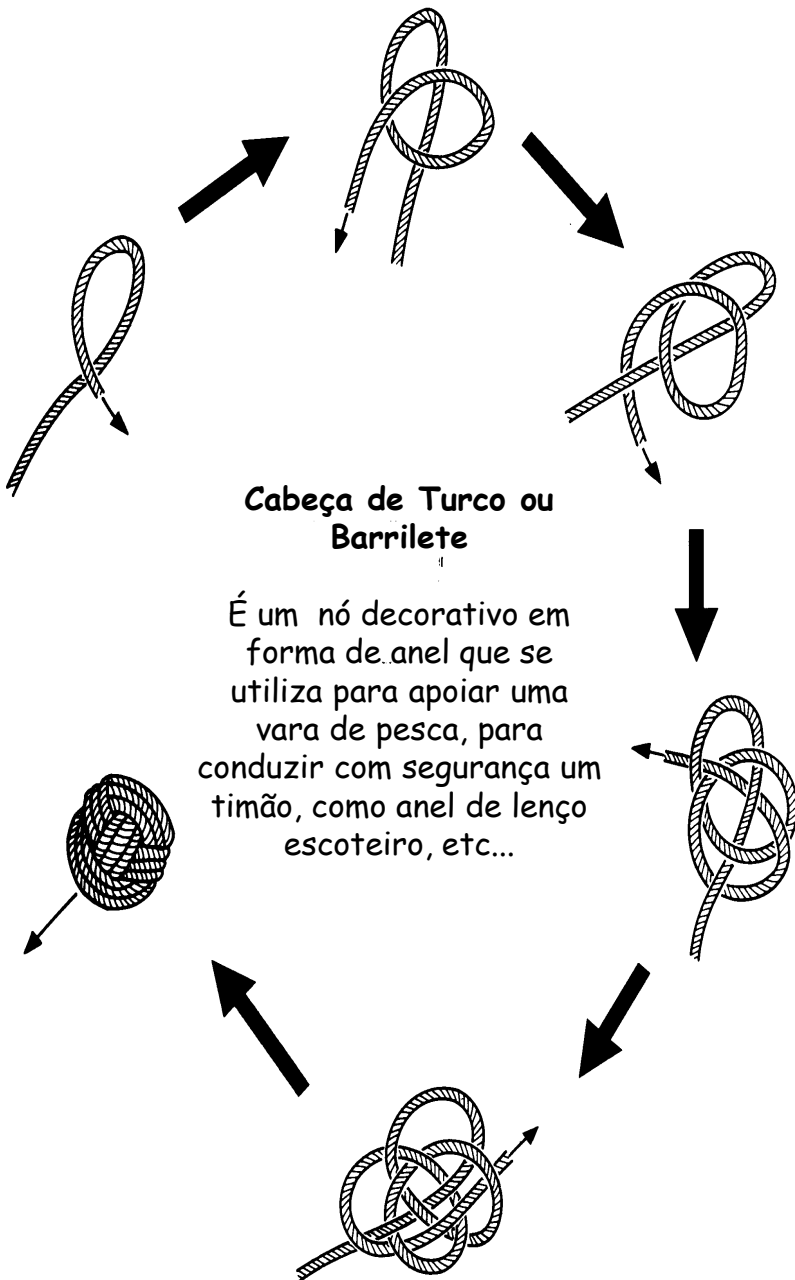 Cabeça de Turco ou
Barrilete
É um nó decorativo em
forma de anel que se
utiliza para apoiar uma
vara de pesca, para
conduzir com segurança um
timão, como anel de lenço
escoteiro, etc...